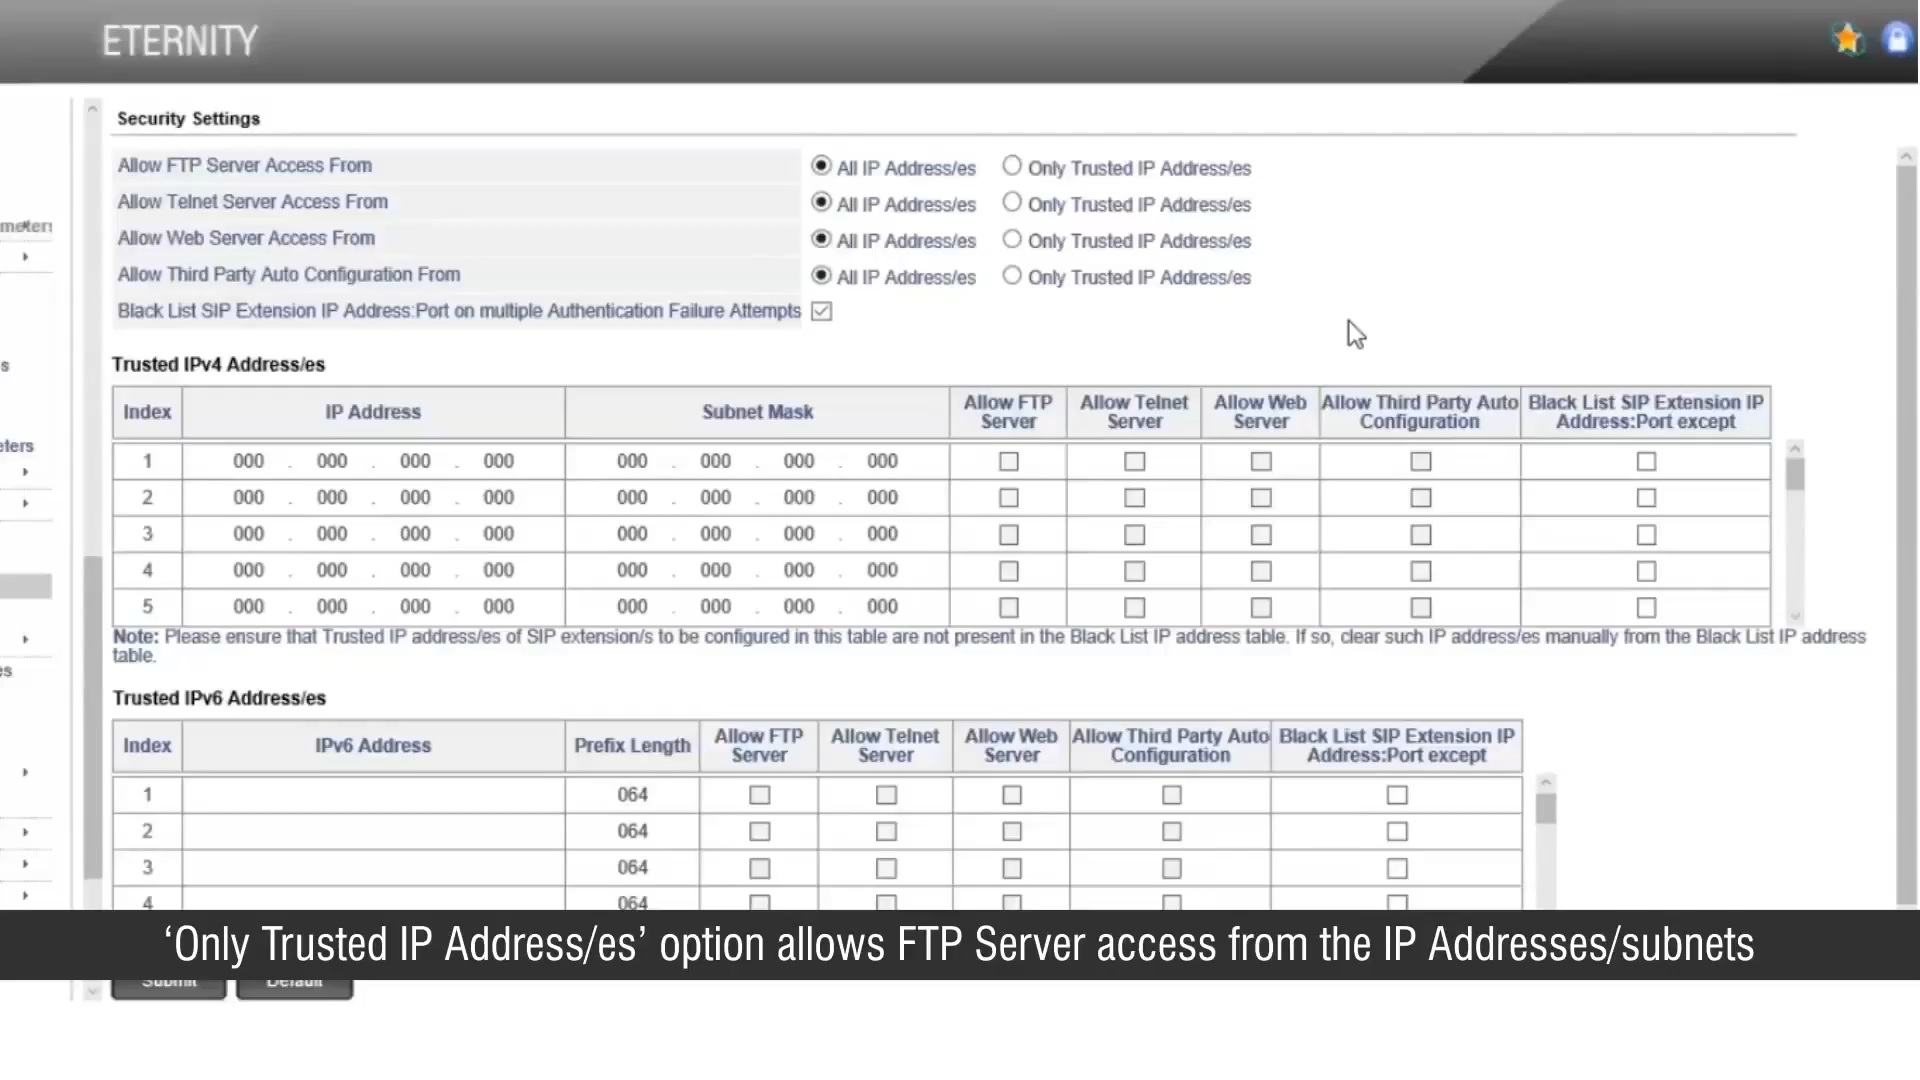 ETERNITY
Security Settings
Allow FTP Server Access From All IP Address/es Only Trusted IP Address/es
Allow Telnet Server Access From All IP Address/es Only Trusted IP Address/es
meters
Allow Web Server Access From All IP Address/es Only Trusted IP Address/es
Allow Third Party Auto Configuration From All IP Address/es Only Trusted IP Address/es
Black List SIP Extension IP Address:Port on multiple Authentication Failure Attempts
s
Trusted IPv4 Address/es
Index IP Address Subnet Mask Allow FTP Server Allow Telnet Server Allow Web Server Allow Third Party Auto Configuration Black List SIP Extension IP Address:Port except
eters
1 000 . 000 . 000 . 000 000 . 000 . 000 . 000
2 000 . 000 . 000 . 000 000 . 000 . 000 . 000
3 000 . 000 . 000 . 000 000 . 000 . 000 . 000
4 000 . 000 . 000 . 000 000 . 000 . 000 . 000
5 000 . 000 . 000 . 000 000 . 000 . 000 . 000
Note: Please ensure that Trusted IP address/es of SIP extension/s to be configured in this table are not present in the Black List IP address table. If so, clear such IP address/es manually from the Black List IP address
table.
es
Trusted IPv6 Address/es
Index IPv6 Address Prefix Length Allow FTP Server Allow Telnet Server Allow Web Server Allow Third Party Auto Configuration Black List SIP Extension IP Address:Port except
1 064
2 064
3 064
4 064
‘Only Trusted IP Address/es’ option allows FTP Server access from the IP Addresses/subnets
Submit Default